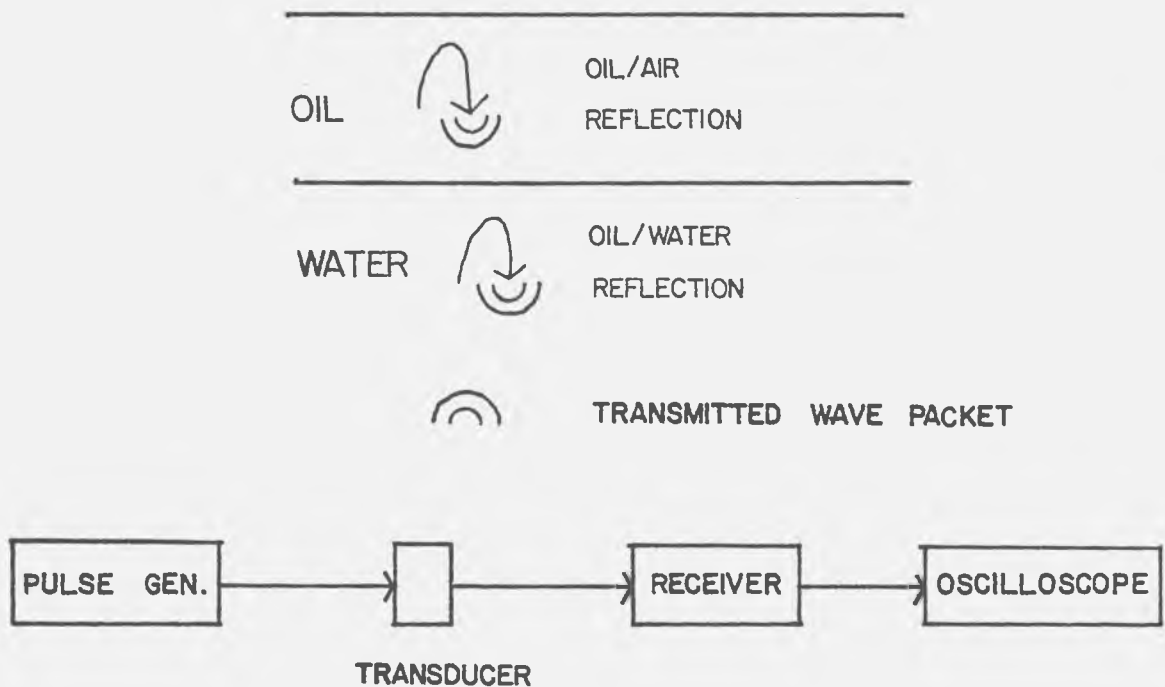 OIL/AIR
OIL
REFLECTION
OIL/WATER
WATER
REFLECTION
TRANSMITTED WAVE PACKET
PULSE GEN.
RECEIVER
OSCILLOSCOPE
TRANSDUCER